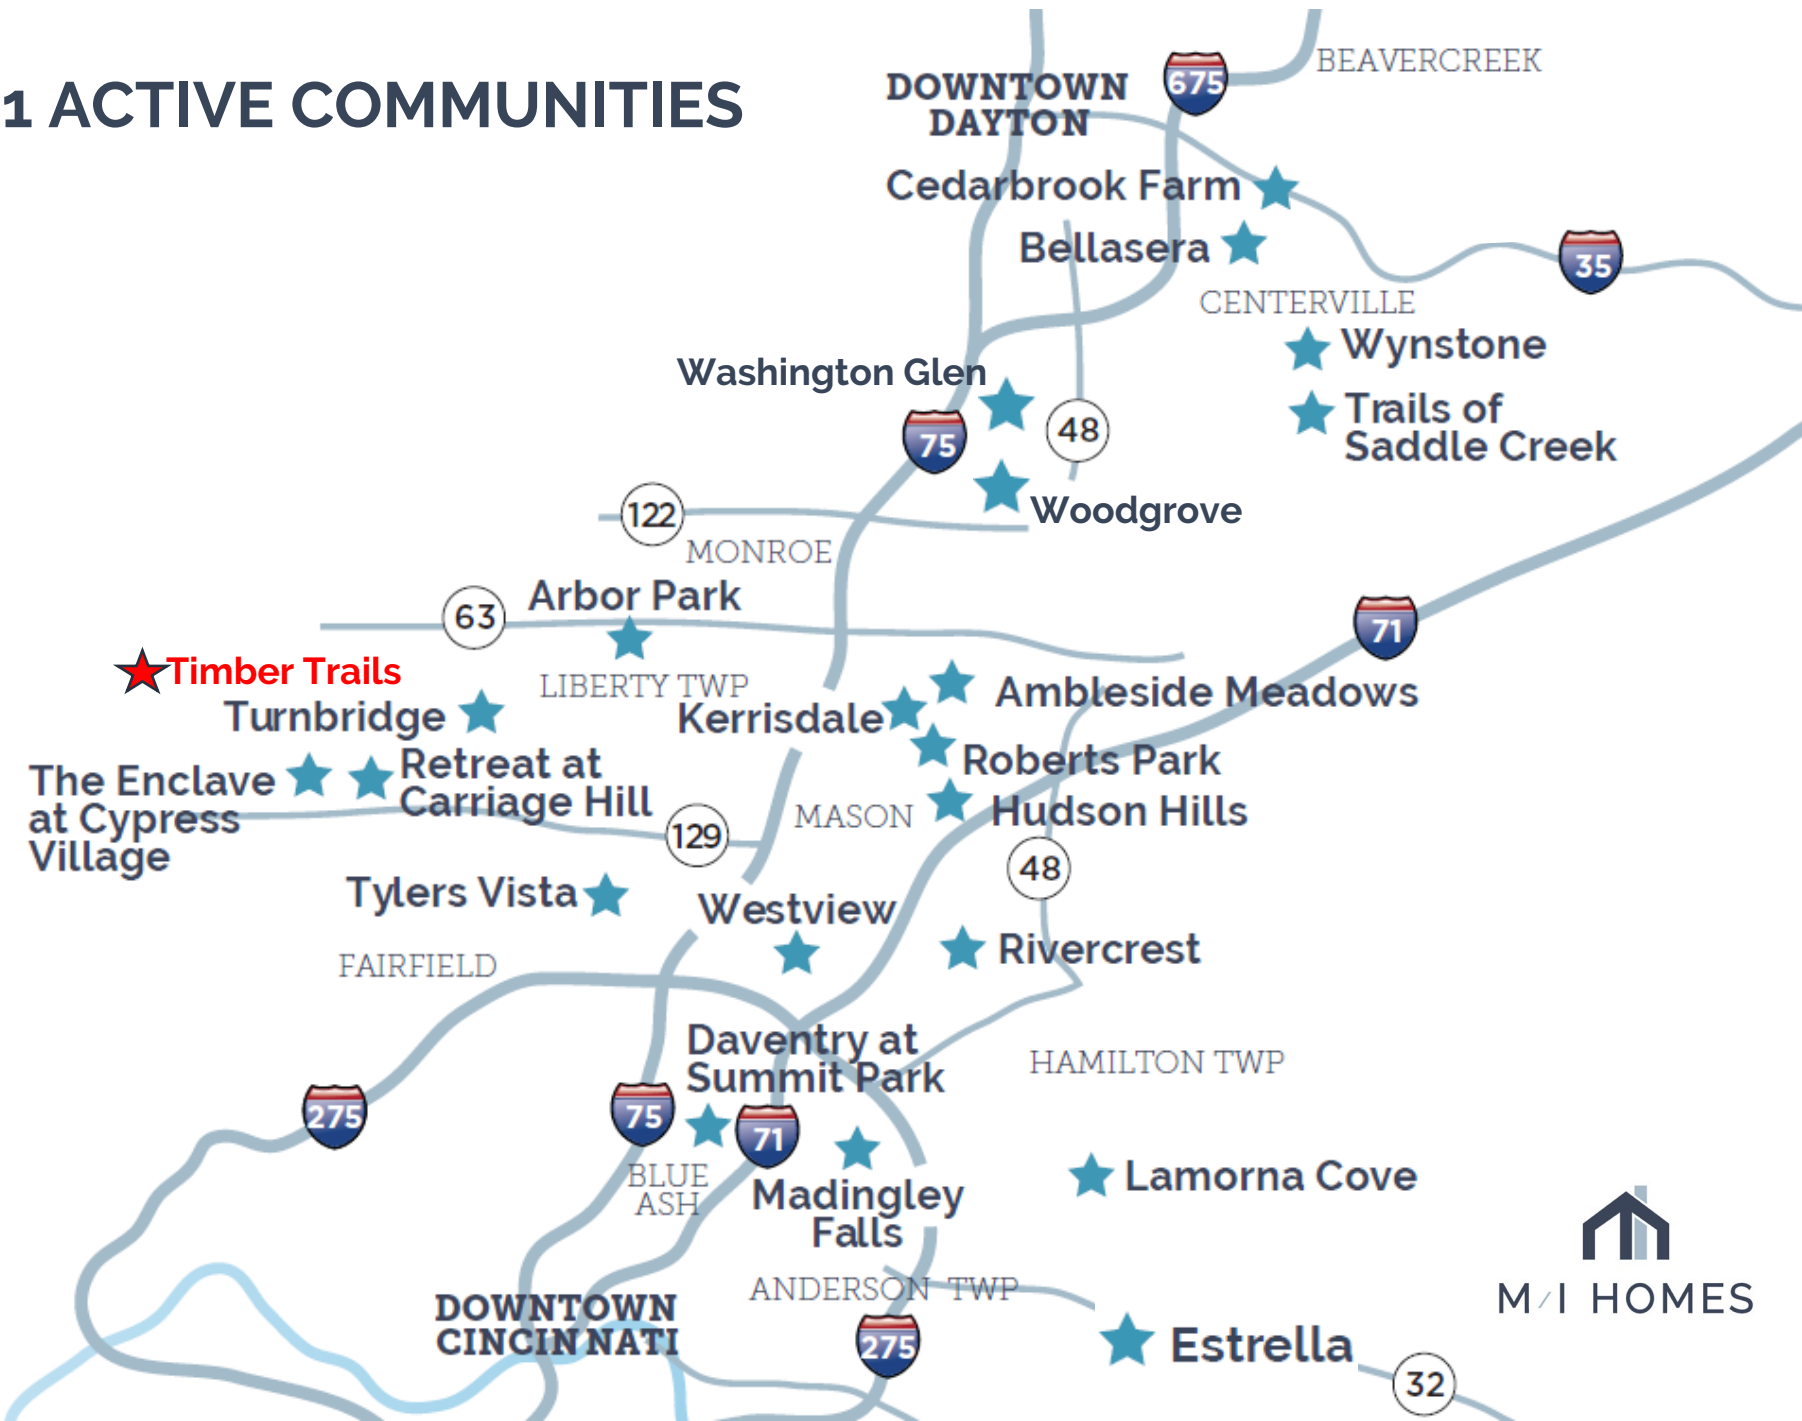 1 ACTIVE COMMUNITIES
DOWNTOWN
DAYTON
675
BEAVERCREEK
Cedarbrook Farm
Bellasera
35
CENTERVILLE
Wynstone
Washington Glen
Trails of
Saddle Creek
75
48
Woodgrove
122
MONROE
Arbor Park
63
71
Timber Trails
LIBERTY TWP
Ambleside Meadows
Turnbridge
Kerrisdale
Roberts Park
The Enclave
at Cypress
Village
Retreat at
Carriage Hill
MASON
Hudson Hills
129
48
Tylers Vista
Westview
Rivercrest
FAIRFIELD
Daventry at
Summit Park
HAMILTON TWP
275
75
71
BLUE
ASH
Madingley
Falls
Lamorna Cove
ANDERSON TWP
M/I HOMES
DOWNTOWN
CINCINNATI
275
Estrella
32